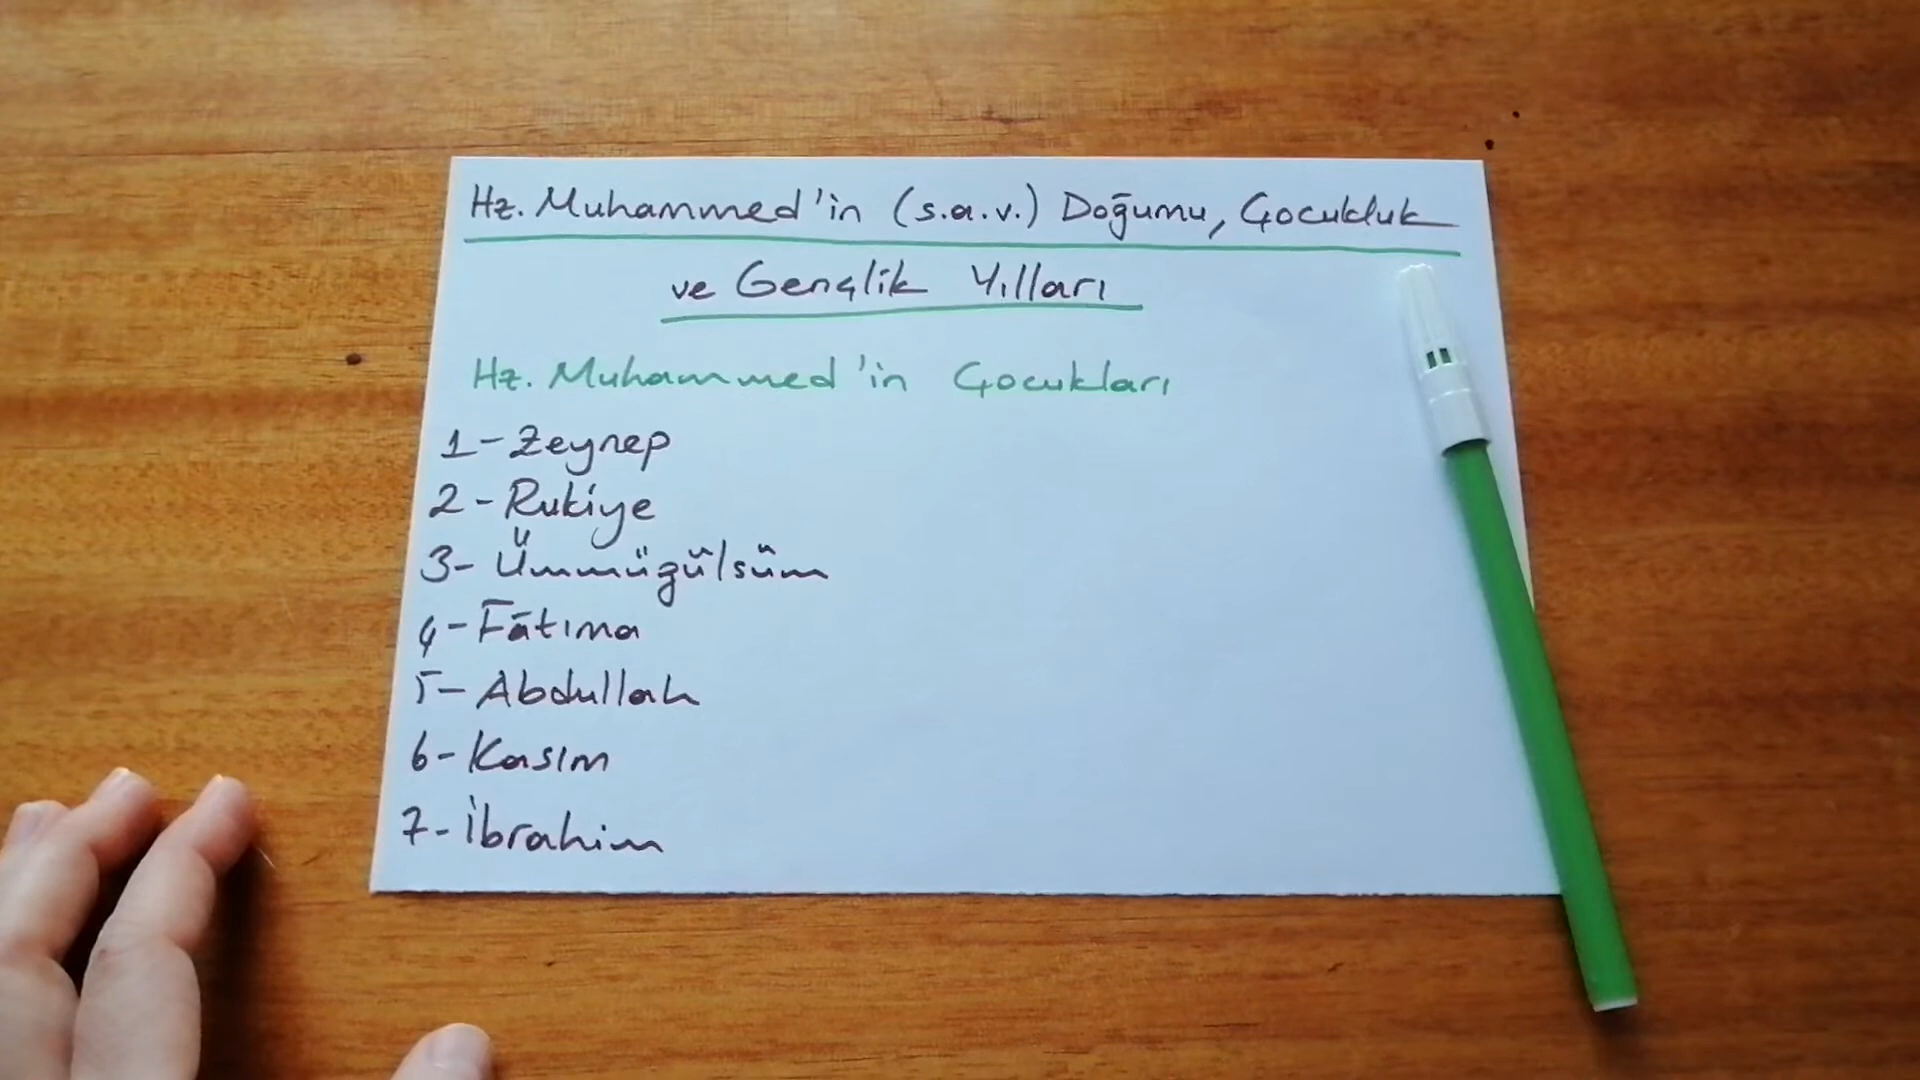 Hz. Muhammed'in (s.a.v.) Doğumu, Çocukluk
ve Gençlik Yılları
Hz. Muhammed'in Çocukları
1- Zeynep
2- Rukiye
3- Ümmügülsüm
4- Fātıma
5- Abdullah
6- Kasım
7- İbrahim